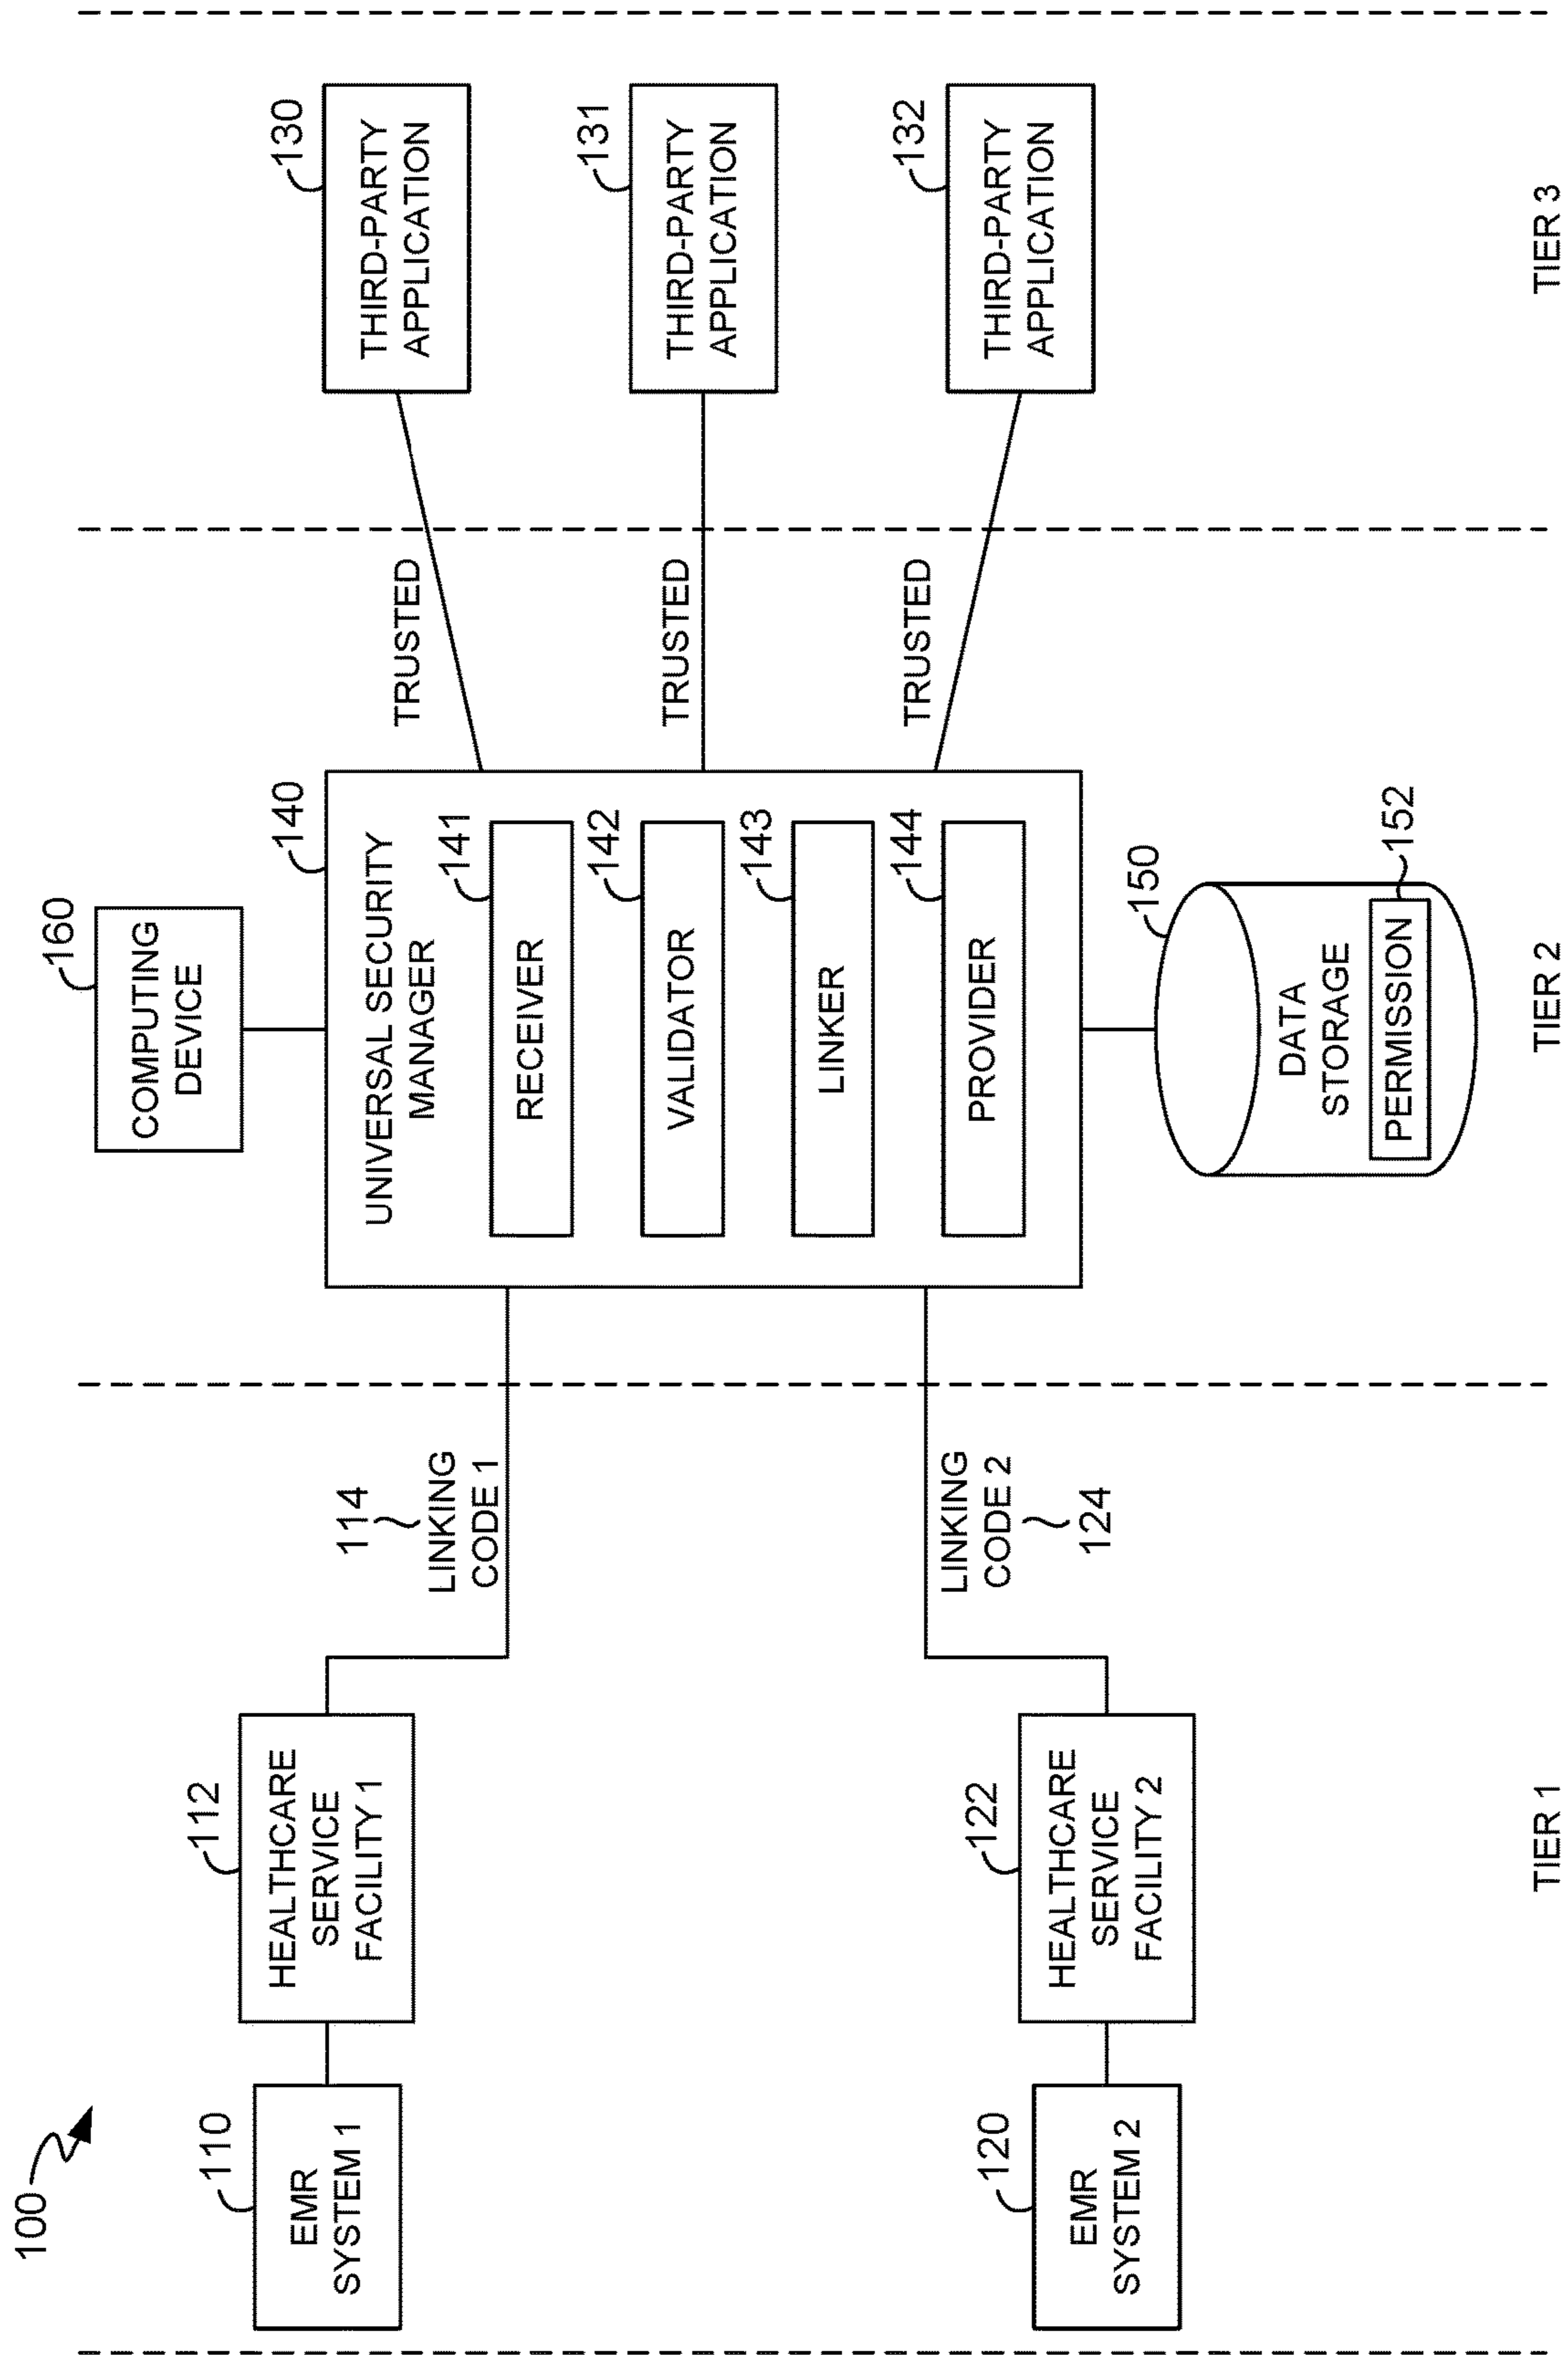 100
110
EMR
SYSTEM 1
112
HEALTHCARE
SERVICE
FACILITY 1
114
LINKING
CODE 1
120
EMR
SYSTEM 2
122
HEALTHCARE
SERVICE
FACILITY 2
LINKING
CODE 2
124
TIER 1
160
COMPUTING
DEVICE
140
UNIVERSAL SECURITY
MANAGER
141
RECEIVER
142
VALIDATOR
143
LINKER
144
PROVIDER
150
DATA
STORAGE
152
PERMISSION
TIER 2
TRUSTED
TRUSTED
TRUSTED
130
THIRD-PARTY
APPLICATION
131
THIRD-PARTY
APPLICATION
132
THIRD-PARTY
APPLICATION
TIER 3